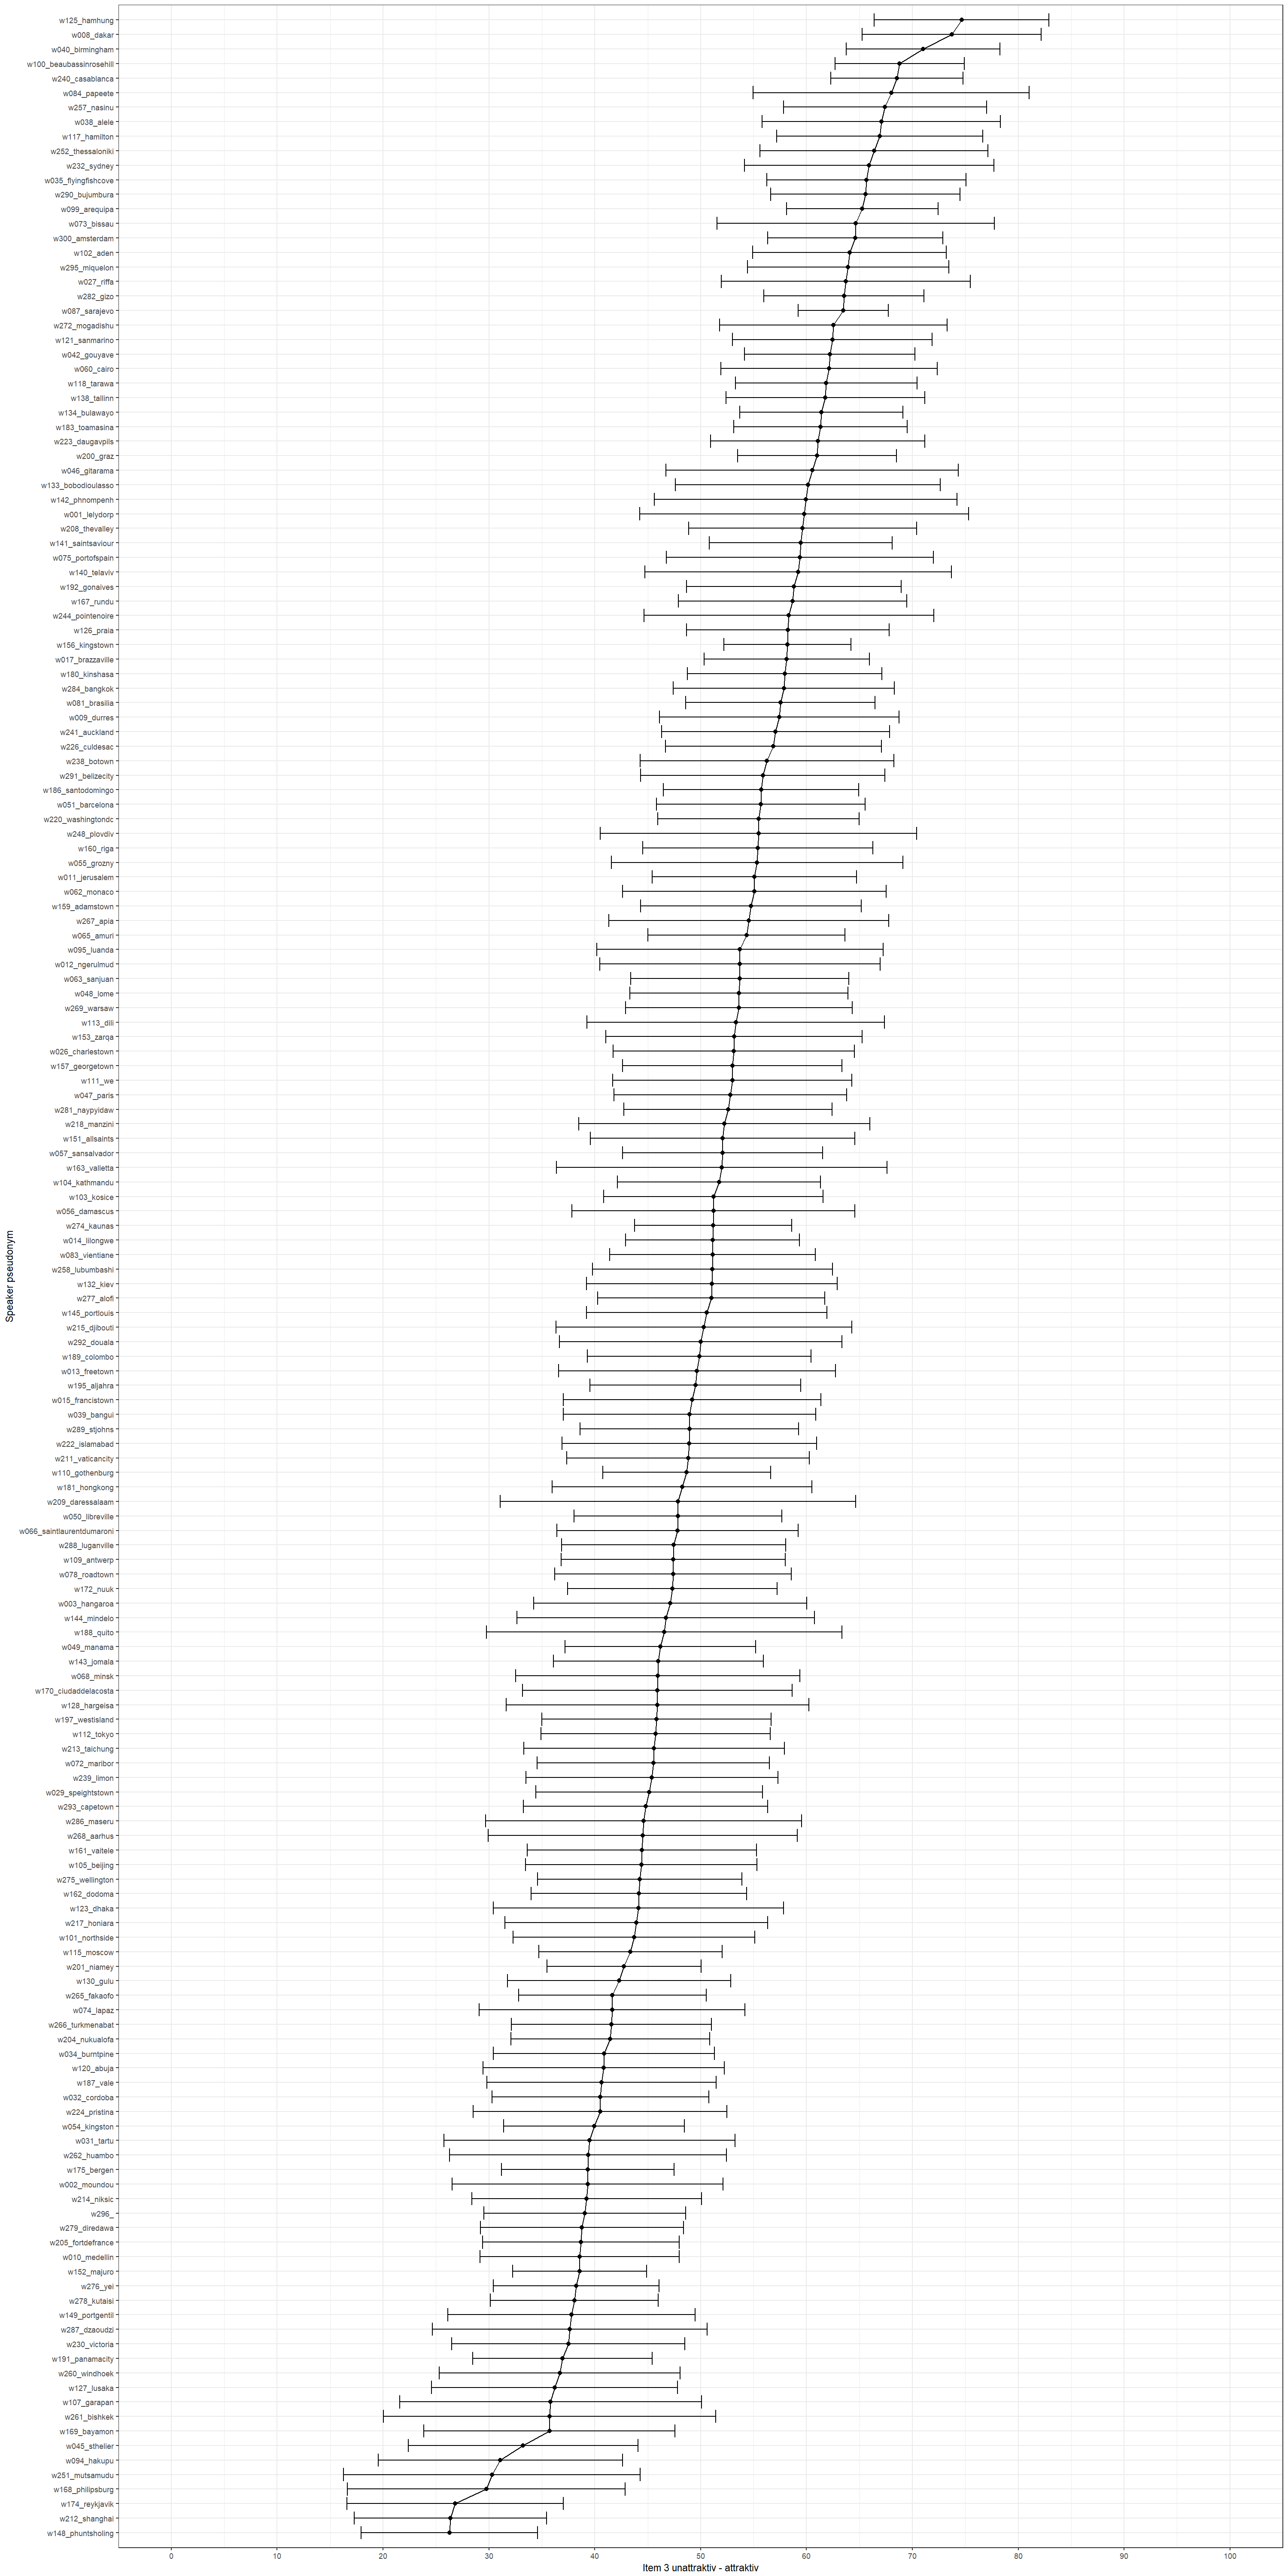 w125_hamhung
w008_dakar
w040_birmingham
w100_beaubassinrosehill
w240_casablanca
w084_papeete
w257_nasinu
w038_alele
w117_hamilton
w252_thessaloniki
w232_sydney
w035_flyingfishcove
w290_bujumbura
w099_arequipa
w073_bissau
w300_amsterdam
w102_aden
w295_miquelon
w027_riffa
w282_gizo
w087_sarajevo
w272_mogadishu
w121_sanmarino
w042_gouyave
w060_cairo
w118_tarawa
w138_tallinn
w134_bulawayo
w183_toamasina
w223_daugavpils
w200_graz
w046_gitarama
w133_bobodioulasso
w142_phnompenh
w001_lelydorp
w208_thevalley
w141_saintsaviour
w075_portofspain
w140_telaviv
w192_gonaives
w167_rundu
w244_pointenoire
w126_praia
w156_kingstown
w017_brazzaville
w180_kinshasa
w284_bangkok
w081_brasilia
w009_durres
w241_auckland
w226_culdesac
w238_botown
w291_belizecity
w186_santodomingo
w051_barcelona
w220_washingtondc
w248_plovdiv
w160_riga
w055_grozny
w011_jerusalem
w062_monaco
w159_adamstown
w267_apia
w065_amuri
w095_luanda
w012_ngerulmud
w063_sanjuan
w048_lome
w269_warsaw
w113_dili
w153_zarqa
w026_charlestown
w157_georgetown
w111_we
w047_paris
w281_naypyidaw
w218_manzini
w151_allsaints
w057_sansalvador
w163_valletta
w104_kathmandu
w103_kosice
w056_damascus
w274_kaunas
w014_lilongwe
w083_vientiane
w258_lubumbashi
w132_kiev
w277_alofi
w145_portlouis
w215_djibouti
w292_douala
w189_colombo
w013_freetown
w195_aljahra
w015_francistown
w039_bangui
w289_stjohns
w222_islamabad
w211_vaticancity
w110_gothenburg
w181_hongkong
w209_daressalaam
w050_libreville
w066_saintlaurentdumaroni
w288_luganville
w109_antwerp
w078_roadtown
w172_nuuk
w003_hangaroa
w144_mindelo
w188_quito
w049_manama
w143_jomala
w068_minsk
w170_ciudaddelacosta
w128_hargeisa
w197_westisland
w112_tokyo
w213_taichung
w072_maribor
w239_limon
w029_speightstown
w293_capetown
w286_maseru
w268_aarhus
w161_vaitele
w105_beijing
w275_wellington
w162_dodoma
w123_dhaka
w217_honiara
w101_northside
w115_moscow
w201_niamey
w130_gulu
w265_fakaofo
w074_lapaz
w266_turkmenabat
w204_nukualofa
w034_burntpine
w120_abuja
w187_vale
w032_cordoba
w224_pristina
w054_kingston
w031_tartu
w262_huambo
w175_bergen
w002_moundou
w214_niksic
w296_
w279_diredawa
w205_fortdefrance
w010_medellin
w152_majuro
w276_yei
w278_kutaisi
w149_portgentil
w287_dzaoudzi
w230_victoria
w191_panamacity
w260_windhoek
w127_lusaka
w107_garapan
w261_bishkek
w169_bayamon
w045_sthelier
w094_hakupu
w251_mutsamudu
w168_philipsburg
w174_reykjavik
w212_shanghai
w148_phuntsholing
Speaker pseudonym
0 10 20 30 40 50 60 70 80 90 100
Item 3 unattraktiv - attraktiv